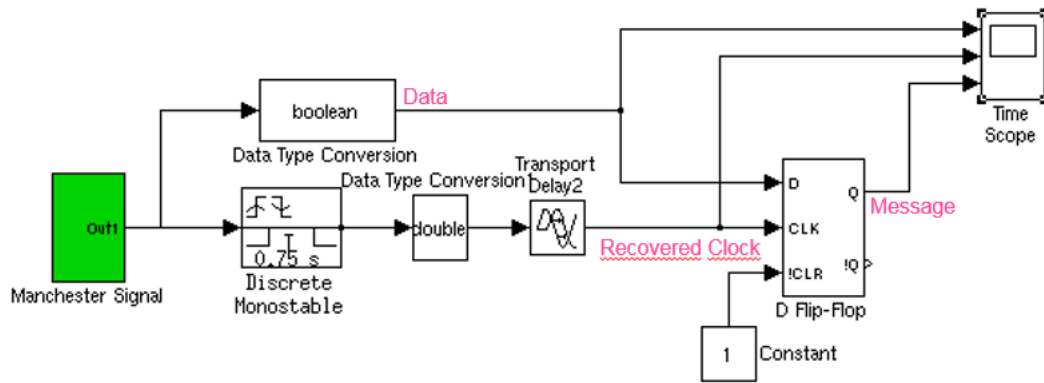 Time
Scope
boolean
Data
Data Type Conversion
Out1
Manchester Signal
0.75 s
Discrete
Monostable
Data Type Conversion1
double
Transport
Delay2
Recovered Clock
D
CLK
!CLR
Q
!Q
D Flip-Flop
Message
1
Constant